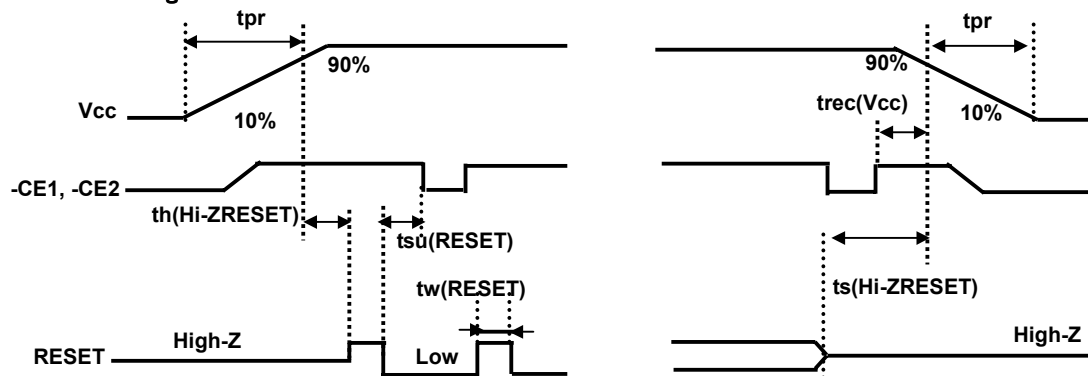 tpr
90%
Vcc
10%
-CE1, -CE2
th(Hi-ZRESET)
tsu(RESET)
tw(RESET)
High-Z
RESET
Low
tpr
90%
trec(Vcc)
10%
ts(Hi-ZRESET)
High-Z